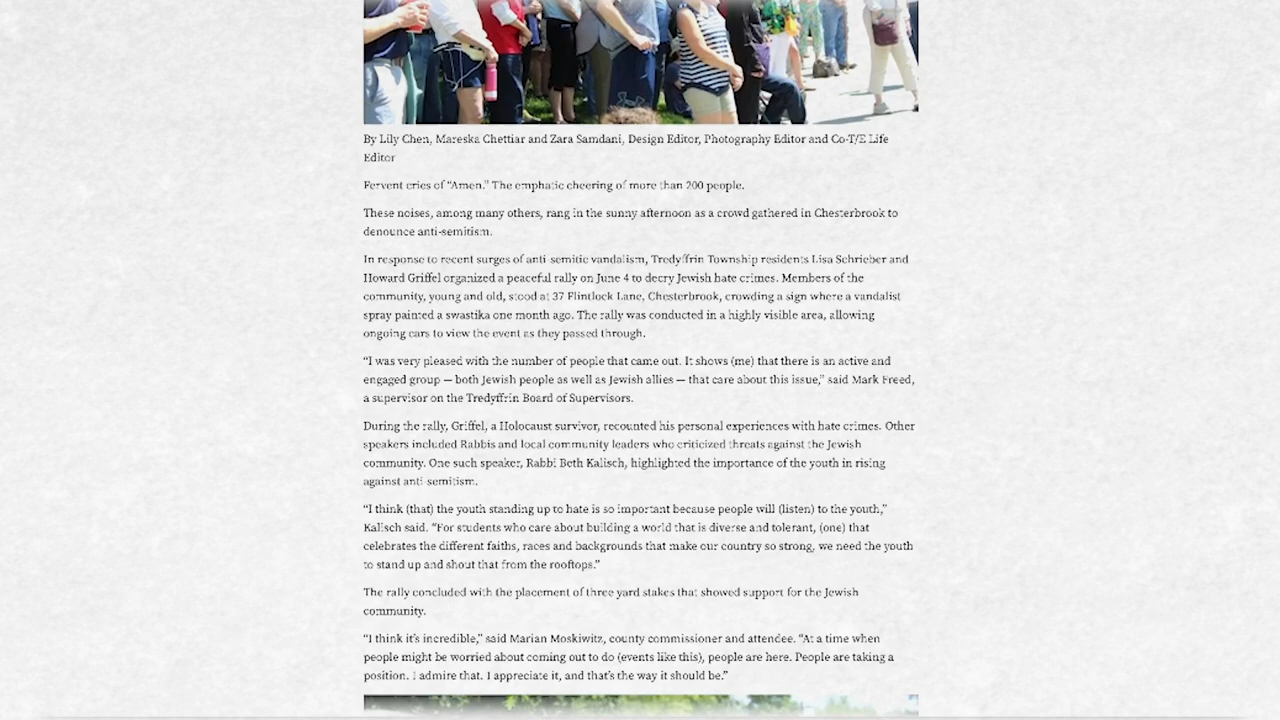 By Lily Chen, Mareska Chettiar and Zara Samdani, Design Editor, Photography Editor and Co-T/E Life
Editor
Fervent cries of “Amen.” The emphatic cheering of more than 200 people.
These noises, among many others, rang in the sunny afternoon as a crowd gathered in Chesterbrook to
denounce anti-semitism.
In response to recent surges of anti-semitic vandalism, Tredyffrin Township residents Lisa Schrieber and
Howard Griffel organized a peaceful rally on June 4 to decry Jewish hate crimes. Members of the
community, young and old, stood at 37 Flintlock Lane, Chesterbrook, crowding a sign where a vandalist
spray painted a swastika one month ago. The rally was conducted in a highly visible area, allowing
ongoing cars to view the event as they passed through.
“I was very pleased with the number of people that came out. It shows (me) that there is an active and
engaged group — both Jewish people as well as Jewish allies — that care about this issue,” said Mark Freed,
a supervisor on the Tredyffrin Board of Supervisors.
During the rally, Griffel, a Holocaust survivor, recounted his personal experiences with hate crimes. Other
speakers included Rabbis and local community leaders who criticized threats against the Jewish
community. One such speaker, Rabbi Beth Kalisch, highlighted the importance of the youth in rising
against anti-semitism.
“I think (that) the youth standing up to hate is so important because people will (listen) to the youth,”
Kalisch said. “For students who care about building a world that is diverse and tolerant, (one) that
celebrates the different faiths, races and backgrounds that make our country so strong, we need the youth
to stand up and shout that from the rooftops.”
The rally concluded with the placement of three yard stakes that showed support for the Jewish
community.
“I think it’s incredible,” said Marian Moskiwitz, county commissioner and attendee. “At a time when
people might be worried about coming out to do (events like this), people are here. People are taking a
position. I admire that. I appreciate it, and that’s the way it should be.”